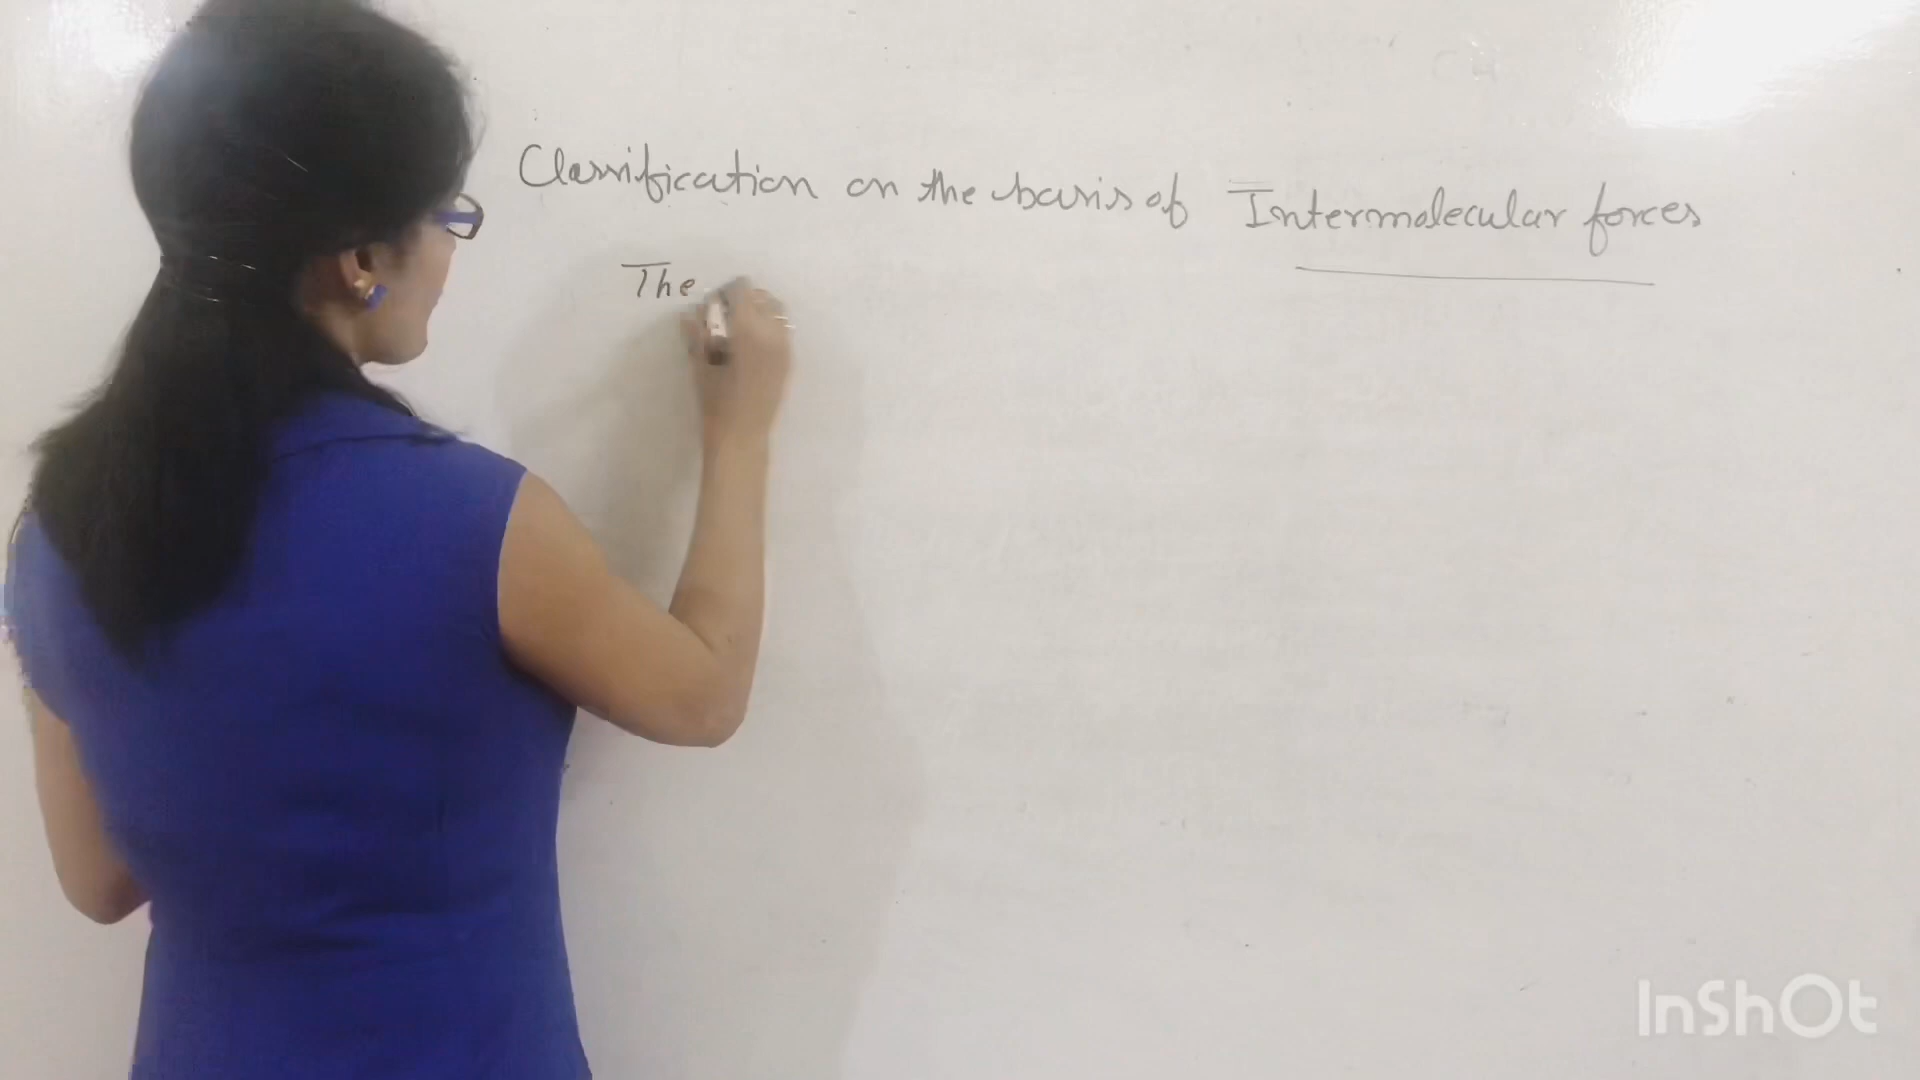 Classification on the basis of Intermolecular forces
The
InShOt